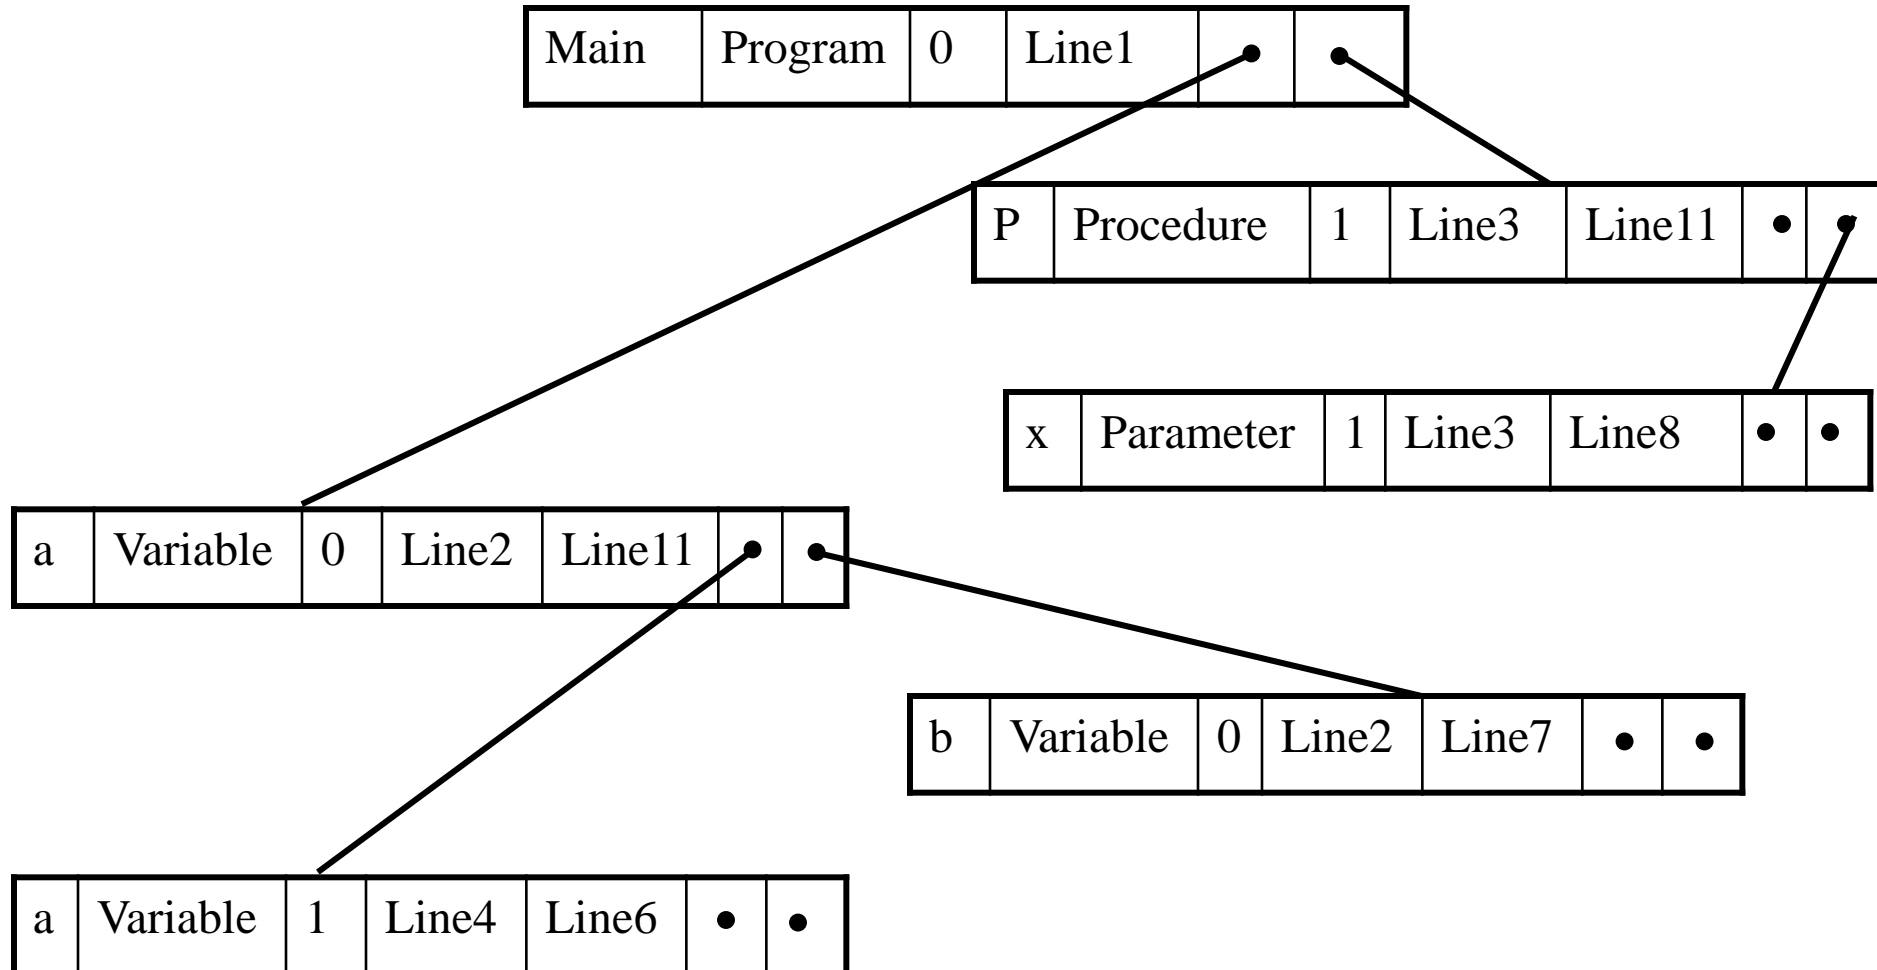 Main Program 0 Line1
P Procedure 1 Line3 Line11
x Parameter 1 Line3 Line8
a Variable 0 Line2 Line11
b Variable 0 Line2 Line7
a Variable 1 Line4 Line6